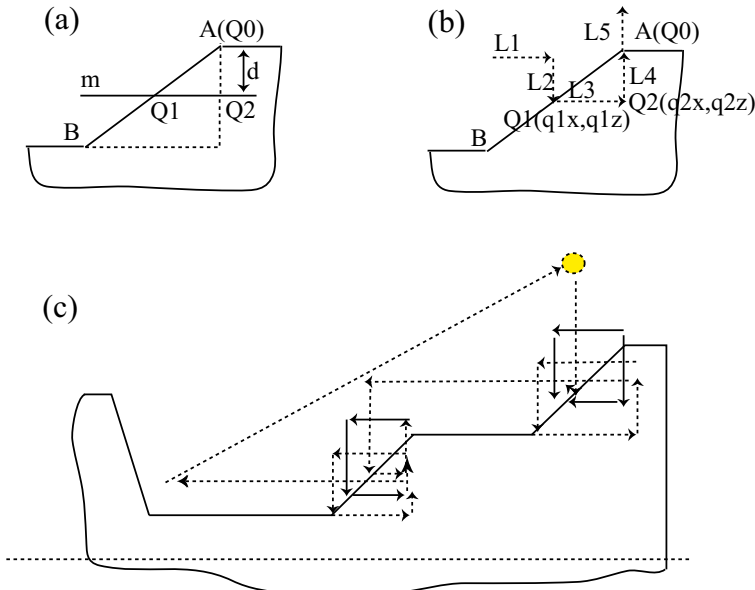 (a)
A(Q0)
d
m
Q1
Q2
B
(b)
L5
A(Q0)
L1
L2
L3
L4
Q1(q1x,q1z)
Q2(q2x,q2z)
B
(c)